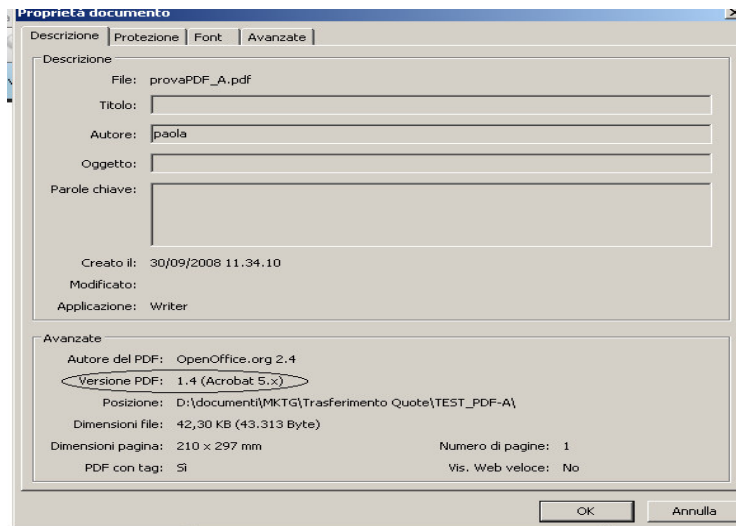 Proprietà documento
Descrizione Protezione Font Avanzate
Descrizione
File: provaPDF_A.pdf
Titolo:
Autore: paola
Oggetto:
Parole chiave:
Creato il: 30/09/2008 11.34.10
Modificato:
Applicazione: Writer
Avanzate
Autore del PDF: OpenOffice.org 2.4
Versione PDF: 1.4 (Acrobat 5.x)
Posizione: D:\documenti\MKTG\Trasferimento Quote\TEST_PDF-A\
Dimensioni file: 42,30 KB (43.313 Byte)
Dimensioni pagina: 210 x 297 mm Numero di pagine: 1
PDF con tag: Sì Vis. Web veloce: No
OK Annulla